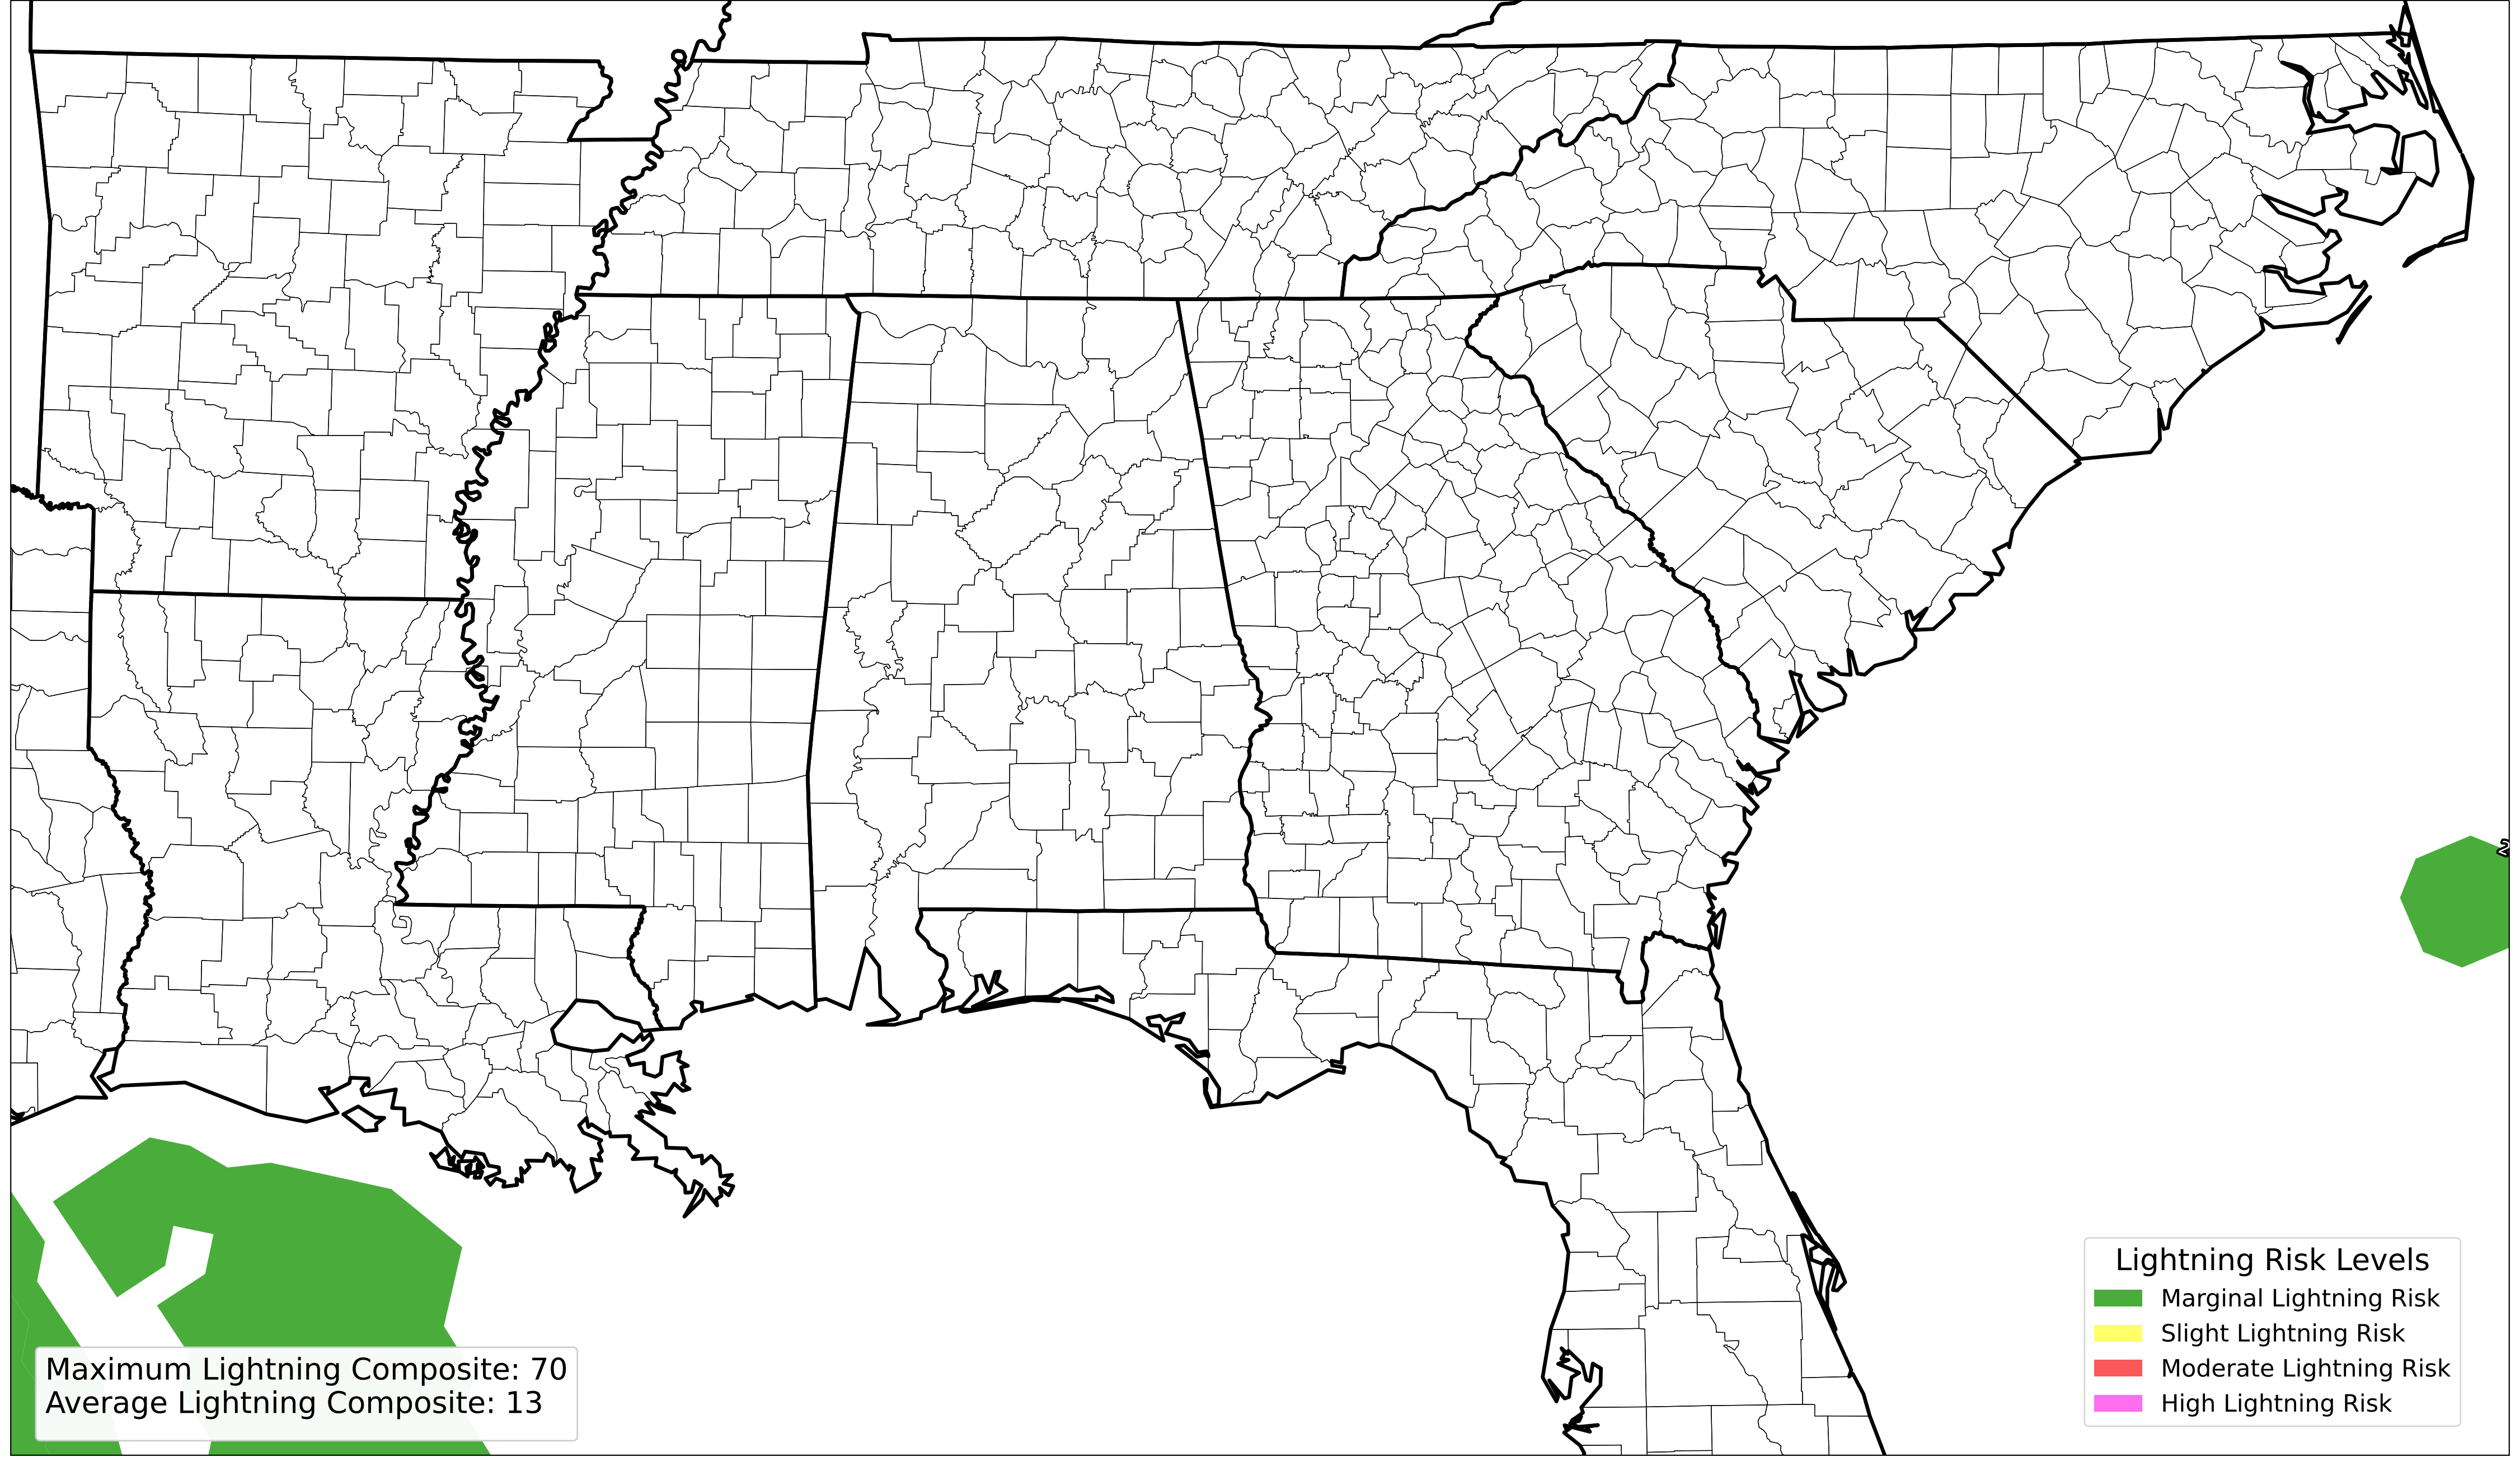 2
Lightning Risk Levels
Marginal Lightning Risk
Slight Lightning Risk
Moderate Lightning Risk
High Lightning Risk
Maximum Lightning Composite: 70
Average Lightning Composite: 13